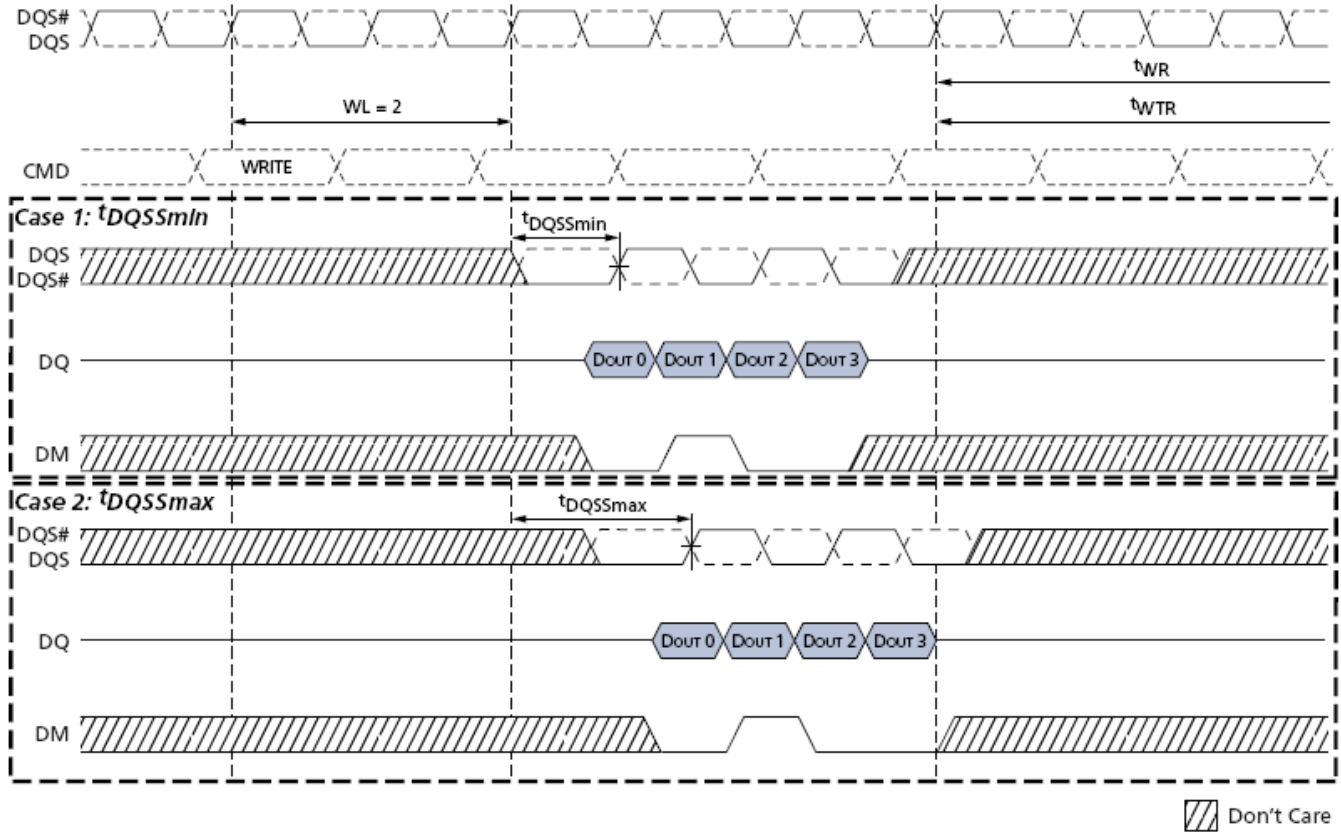 DQS#
DQS
tWR
WL = 2
tWTR
CMD
WRITE
Case 1: tDQSSmin
tDQSSmin
DQS
DQS#
DQ
DOUT 0
DOUT 1
DOUT 2
DOUT 3
DM
Case 2: tDQSSmax
tDQSSmax
DQS#
DQS
DQ
DOUT 0
DOUT 1
DOUT 2
DOUT 3
DM
Don't Care